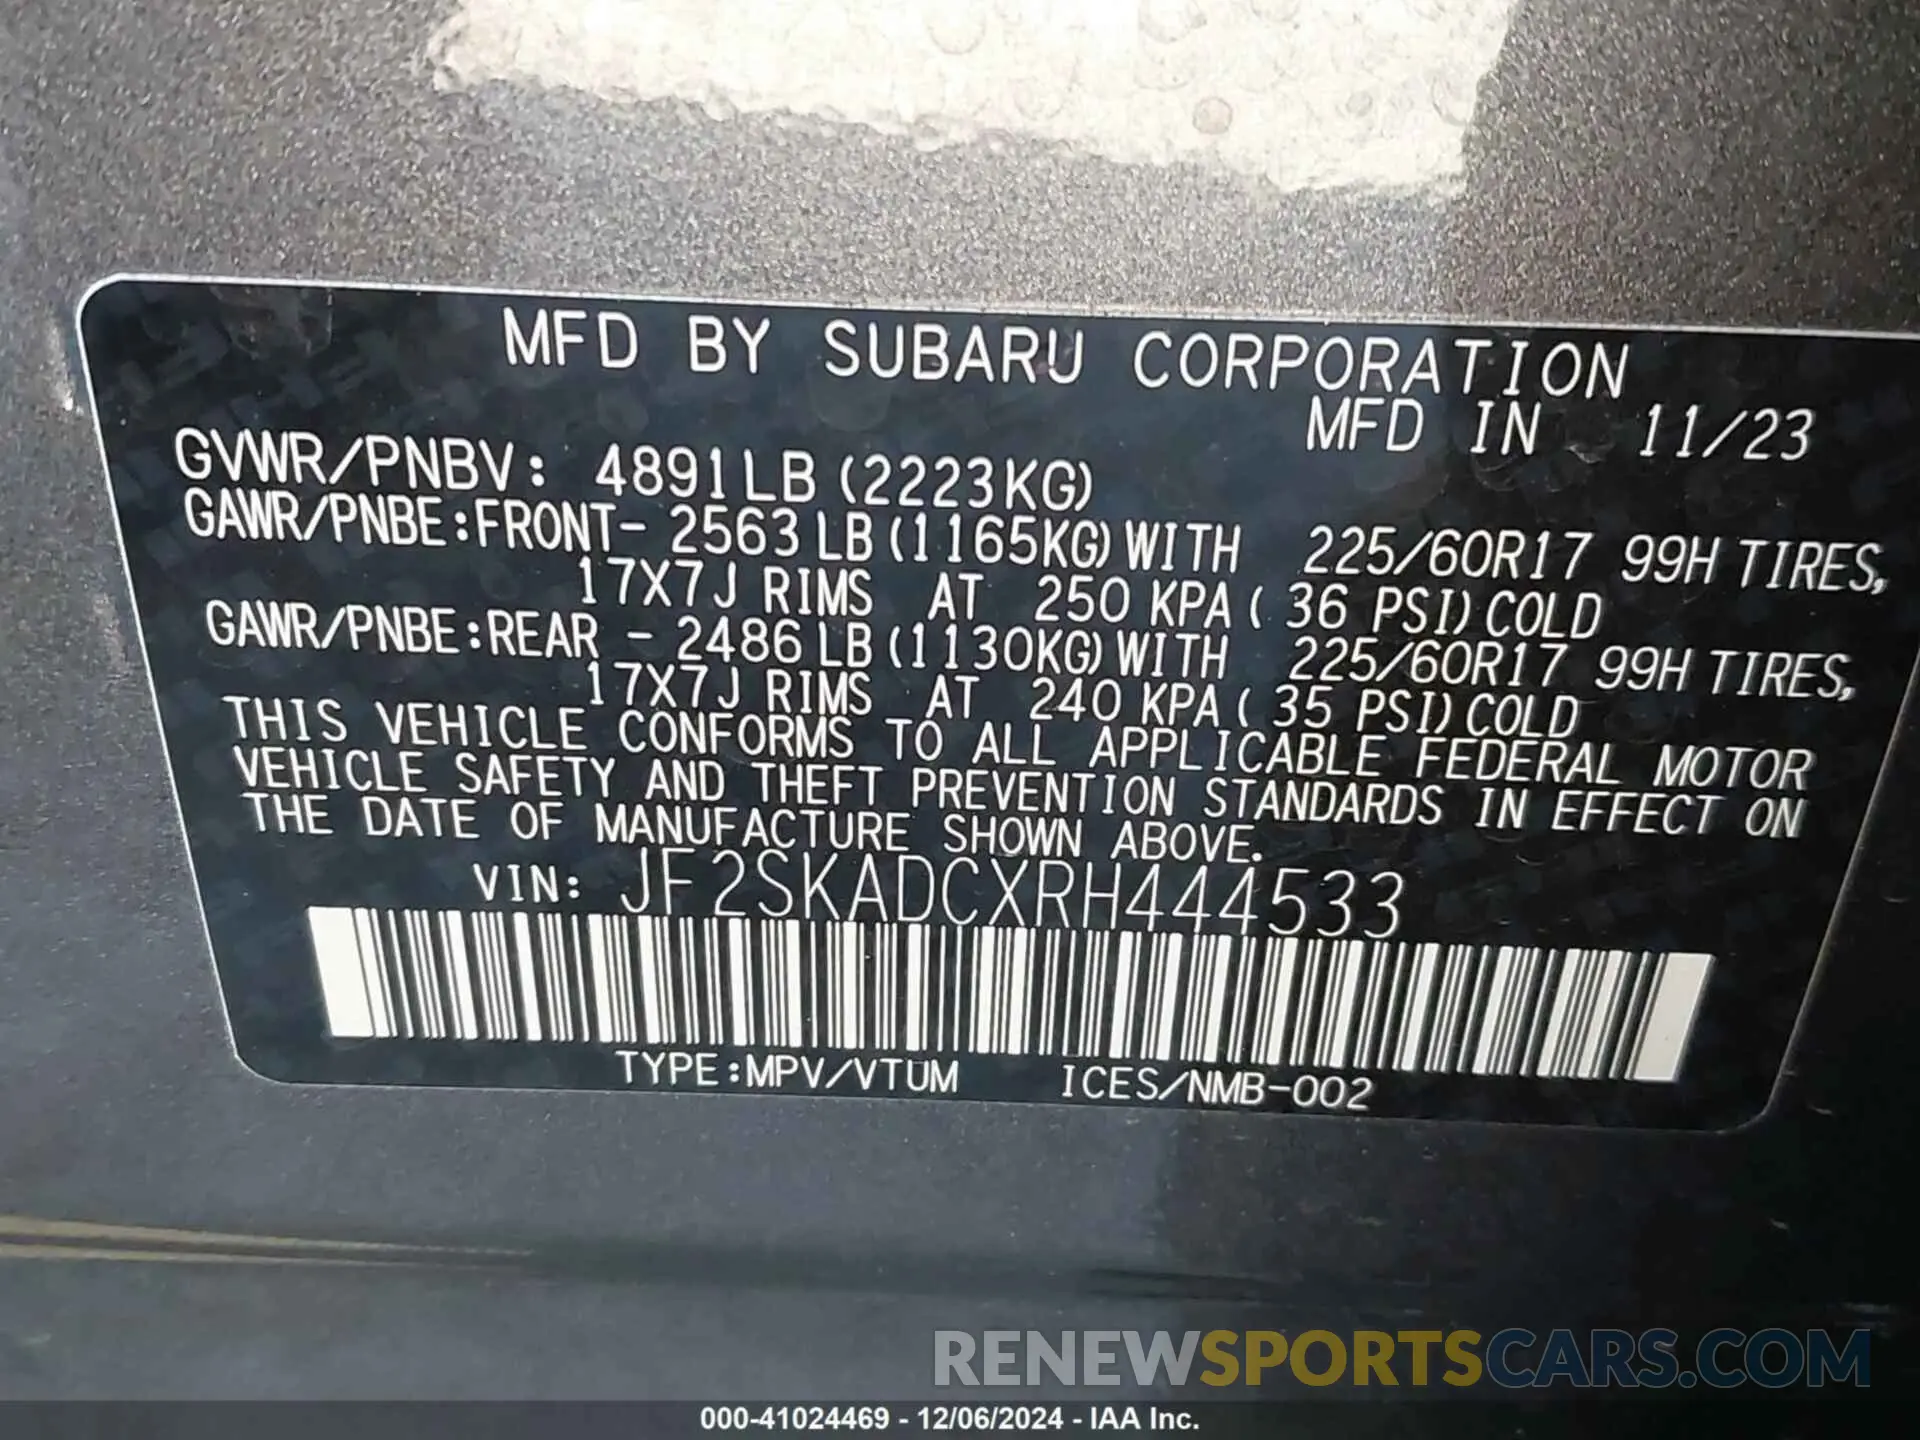 MFD BY SUBARU CORPORATION
MFD IN 11/23
GVWR/PNBV: 4891LB (2223KG)
GAWR/PNBE:FRONT- 2563 LB (1165KG) WITH 225/60R17 99H TIRES,
17X7J RIMS AT 250 KPA ( 36 PSI) COLD
GAWR/PNBE:REAR - 2486 LB (1130KG) WITH 225/60R17 99H TIRES,
17X7J RIMS AT 240 KPA ( 35 PSI) COLD
THIS VEHICLE CONFORMS TO ALL APPLICABLE FEDERAL MOTOR
VEHICLE SAFETY AND THEFT PREVENTION STANDARDS IN EFFECT ON
THE DATE OF MANUFACTURE SHOWN ABOVE.
VIN: JF2SKADCXRH444533
TYPE:MPV/VTUM ICES/NMB-002
RENEWSPORTSCARS.COM
000-41024469 - 12/06/2024 - IAA Inc.